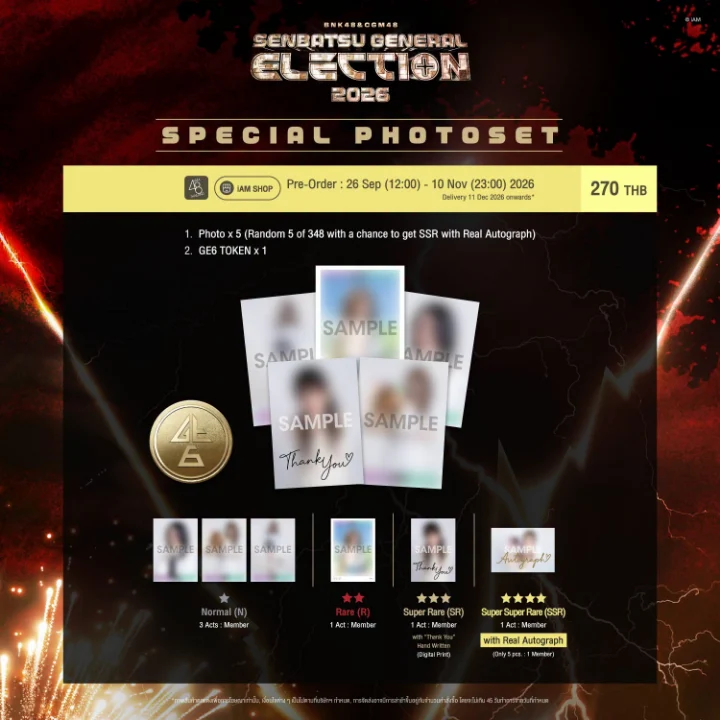 © iAM
BNK48 & CGM48
SENBATSU GENERAL
ELECTION
2026
SPECIAL PHOTOSET
iAM SHOP
Pre-Order : 26 Sep (12:00) - 10 Nov (23:00) 2026
Delivery 11 Dec 2026 onwards*
270 THB
1. Photo x 5 (Random 5 of 348 with a chance to get SSR with Real Autograph)
2. GE6 TOKEN x 1
SAMPLE
SAMPLE SAMPLE
SAMPLE SAMPLE
Thank You
SAMPLE SAMPLE SAMPLE SAMPLE SAMPLE SAMPLE
Thank You
Autograph
Normal (N)
3 Acts : Member
Rare (R)
1 Act : Member
Super Rare (SR)
1 Act : Member
with "Thank You"
Hand Written
(Digital Print)
Super Super Rare (SSR)
1 Act : Member
with Real Autograph
(Only 5 pcs. : 1 Member)